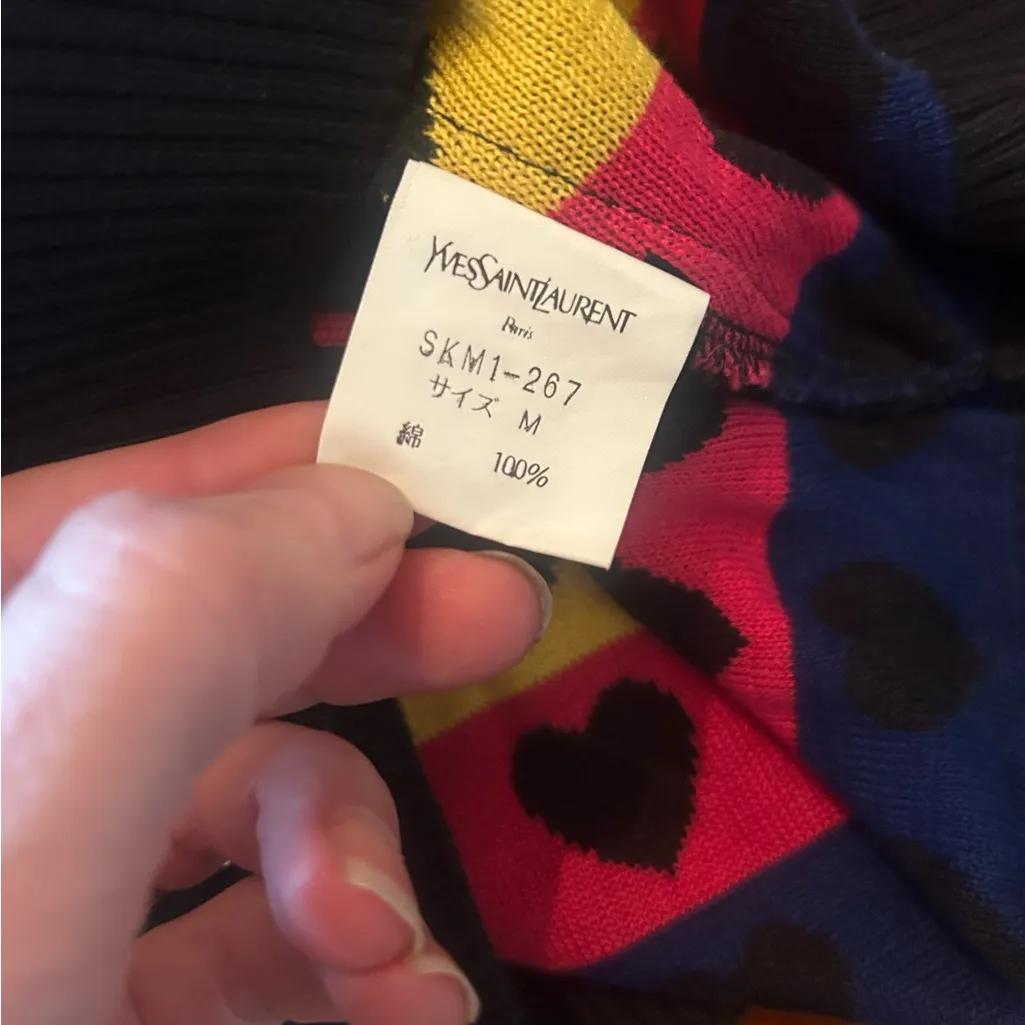 YVESSAINTLAURENT
Paris
SKM1-267
サイズ M
綿 100%